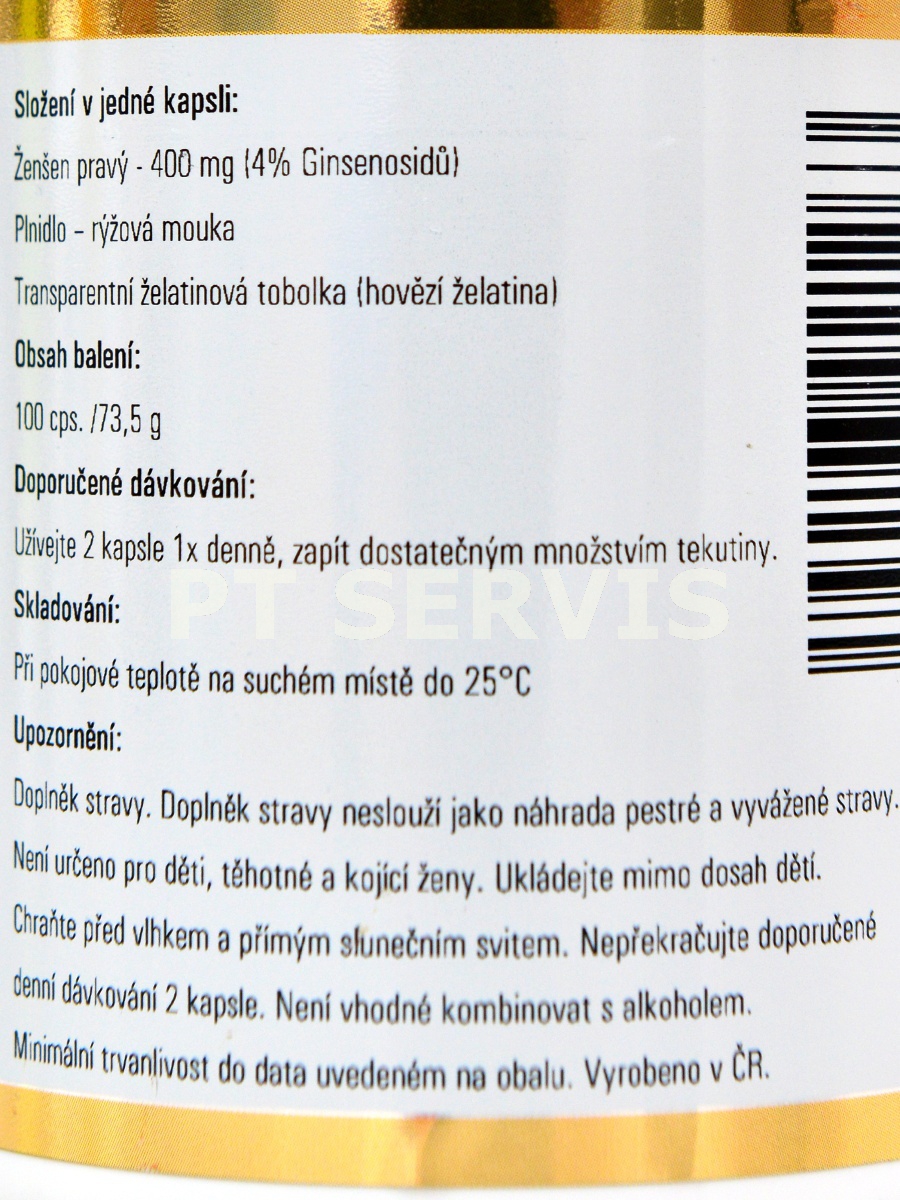 Složení v jedné kapsli:
Ženšen pravý - 400 mg (4% Ginsenosidů)
Plnidlo – rýžová mouka
Transparentní želatinová tobolka (hovězí želatina)
Obsah balení:
100 cps. /73,5 g
Doporučené dávkování:
Užívejte 2 kapsle 1x denně, zapít dostatečným množstvím tekutiny.
PT SERVIS
Skladování:
Při pokojové teplotě na suchém místě do 25°C
Upozornění:
Doplněk stravy. Doplněk stravy neslouží jako náhrada pestré a vyvážené stravy.
Není určeno pro děti, těhotné a kojící ženy. Ukládejte mimo dosah dětí.
Chraňte před vlhkem a přímým slunečním svitem. Nepřekračujte doporučené
denní dávkování 2 kapsle. Není vhodné kombinovat s alkoholem.
Minimální trvanlivost do data uvedeném na obalu. Vyrobeno v ČR.